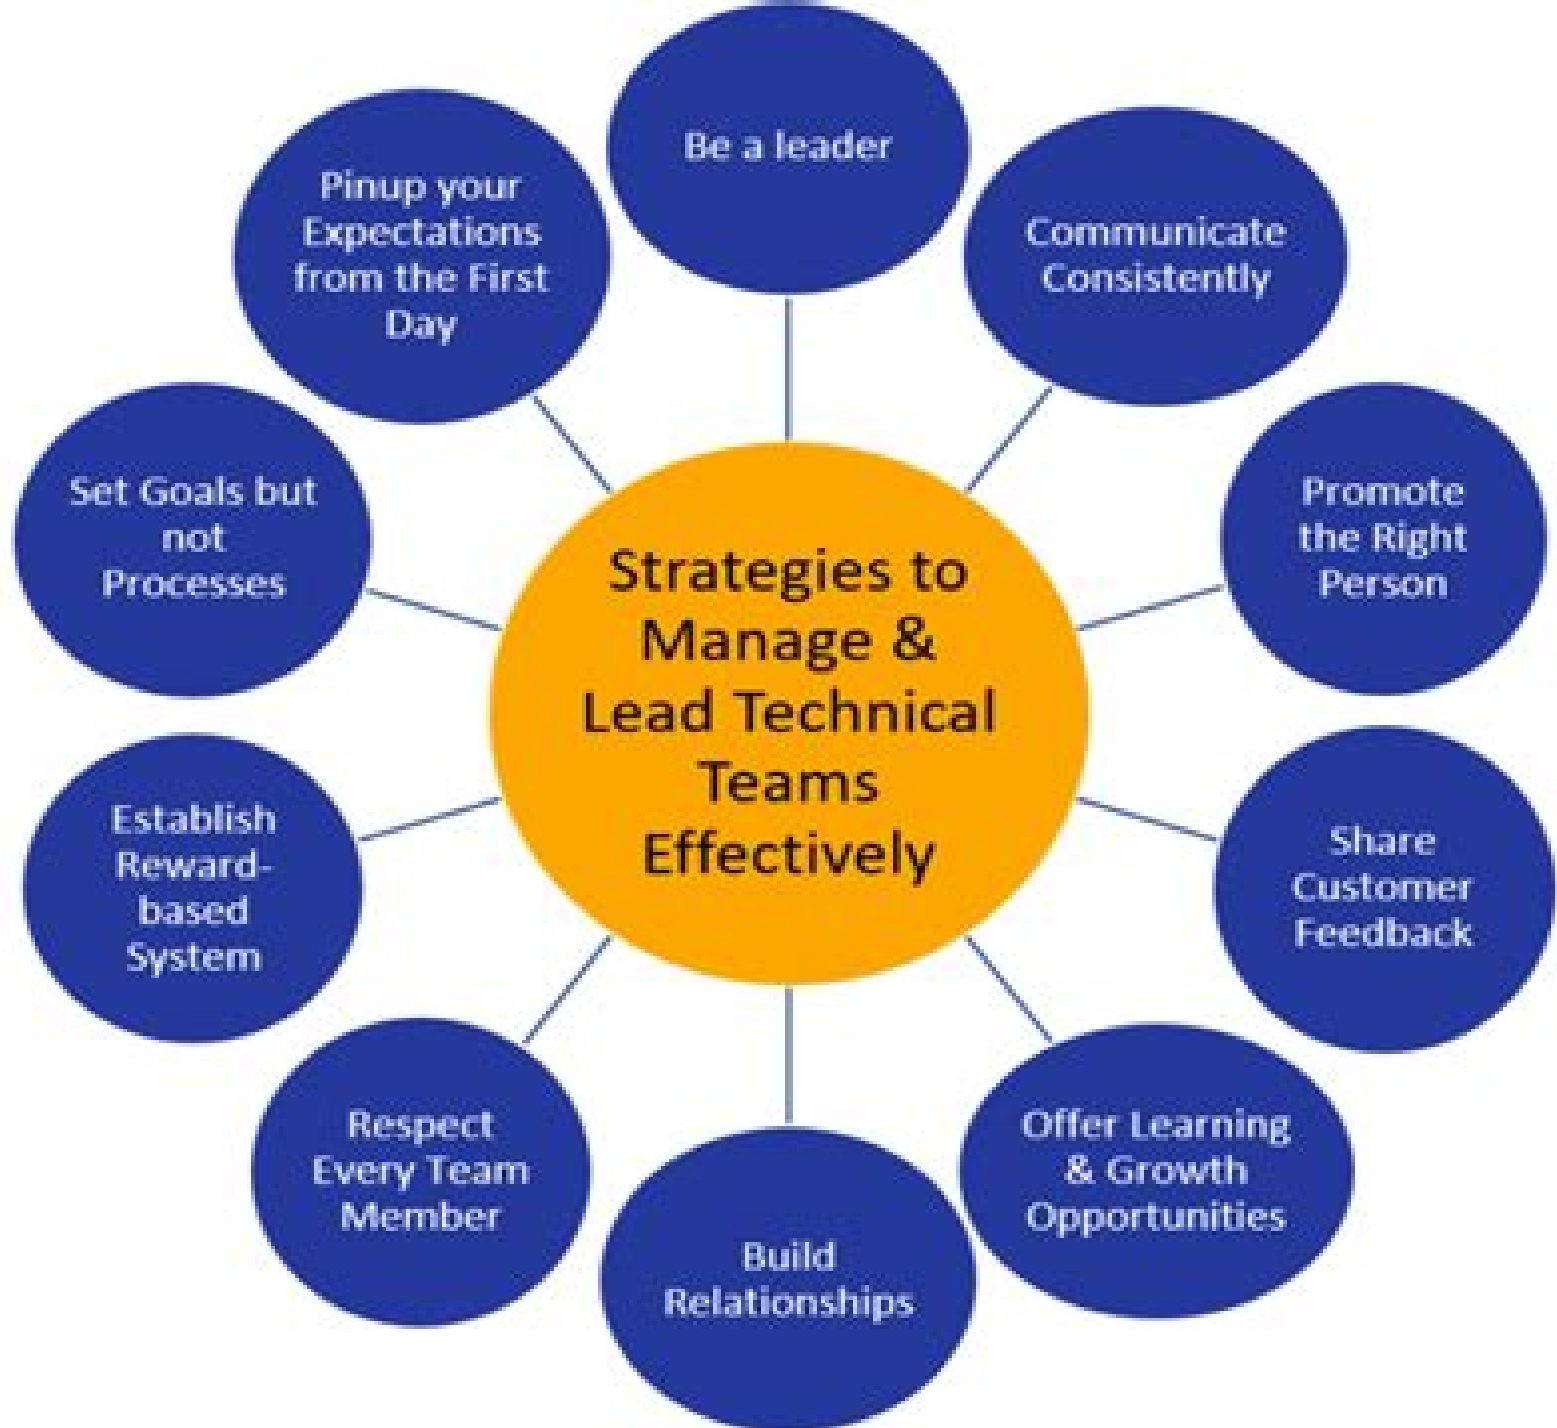 Be a leader
Communicate
Consistently
Promote
the Right
Person
Share
Customer
Feedback
Offer Learning
& Growth
Opportunities
Build
Relationships
Respect
Every Team
Member
Establish
Reward-
based
System
Set Goals but
not
Processes
Pinup your
Expectations
from the First
Day
Strategies to
Manage &
Lead Technical
Teams
Effectively